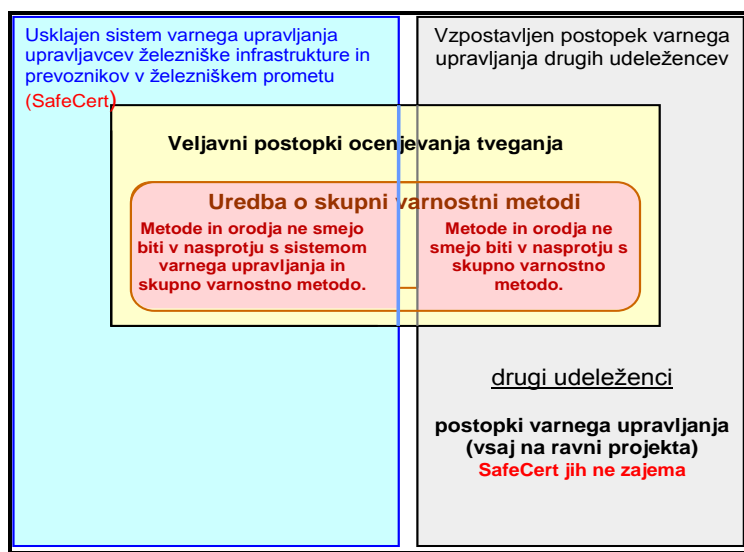 Usklajen sistem varnega upravljanja
upravljavcev železniške infrastrukture in
prevoznikov v železniškem prometu
(SafeCert)
Vzpostavljen postopek varnega
upravljanja drugih udeležencev
Veljavni postopki ocenjevanja tveganja
Uredba o skupni varnostni metodi
Metode in orodja ne smejo
biti v nasprotju s sistemom
varnega upravljanja in
skupno varnostno metodo.
Metode in orodja ne
smejo biti v nasprotju s
skupno varnostno
metodo.
drugi udeleženci
postopki varnega upravljanja
(vsaj na ravni projekta)
SafeCert jih ne zajema